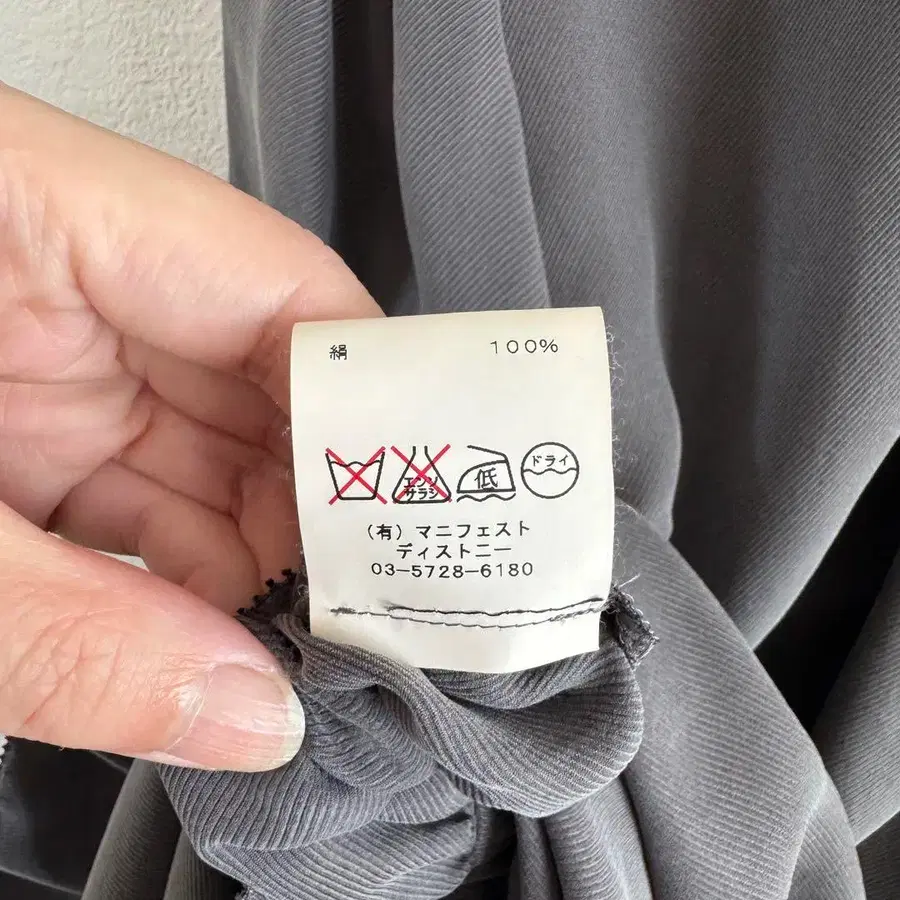 絹 100%
エンソ サラシ 低 ドライ
(有) マニフェスト
ディストニー
03-5728-6180